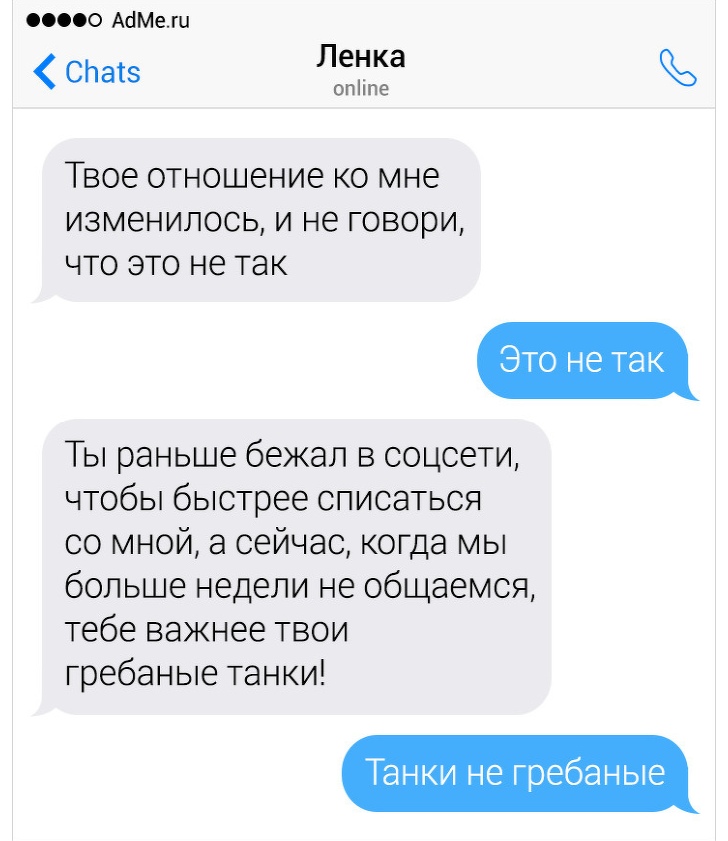 AdMe.ru
Chats
Ленка
online
Твое отношение ко мне
изменилось, и не говори,
что это не так
Это не так
Ты раньше бежал в соцсети,
чтобы быстрее списаться
со мной, а сейчас, когда мы
больше недели не общаемся,
тебе важнее твои
гребаные танки!
Танки не гребаные